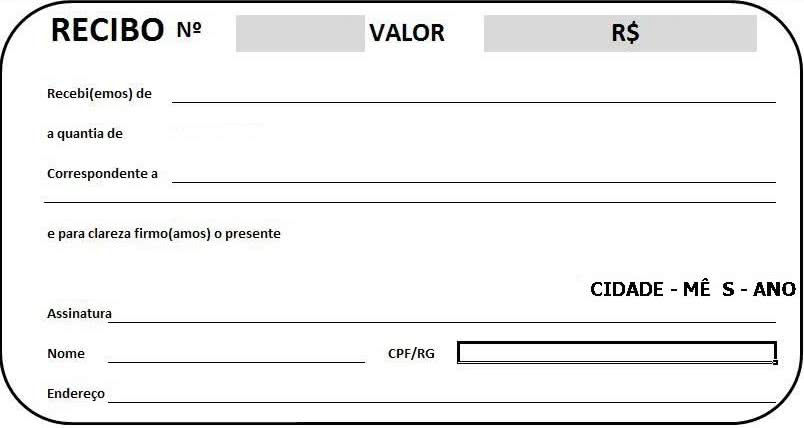 RECIBO Nº VALOR R$
Recebi(emos) de
a quantia de
Correspondente a
e para clareza firmo(amos) o presente
CIDADE - MÊ S - ANO
Assinatura
Nome CPF/RG
Endereço